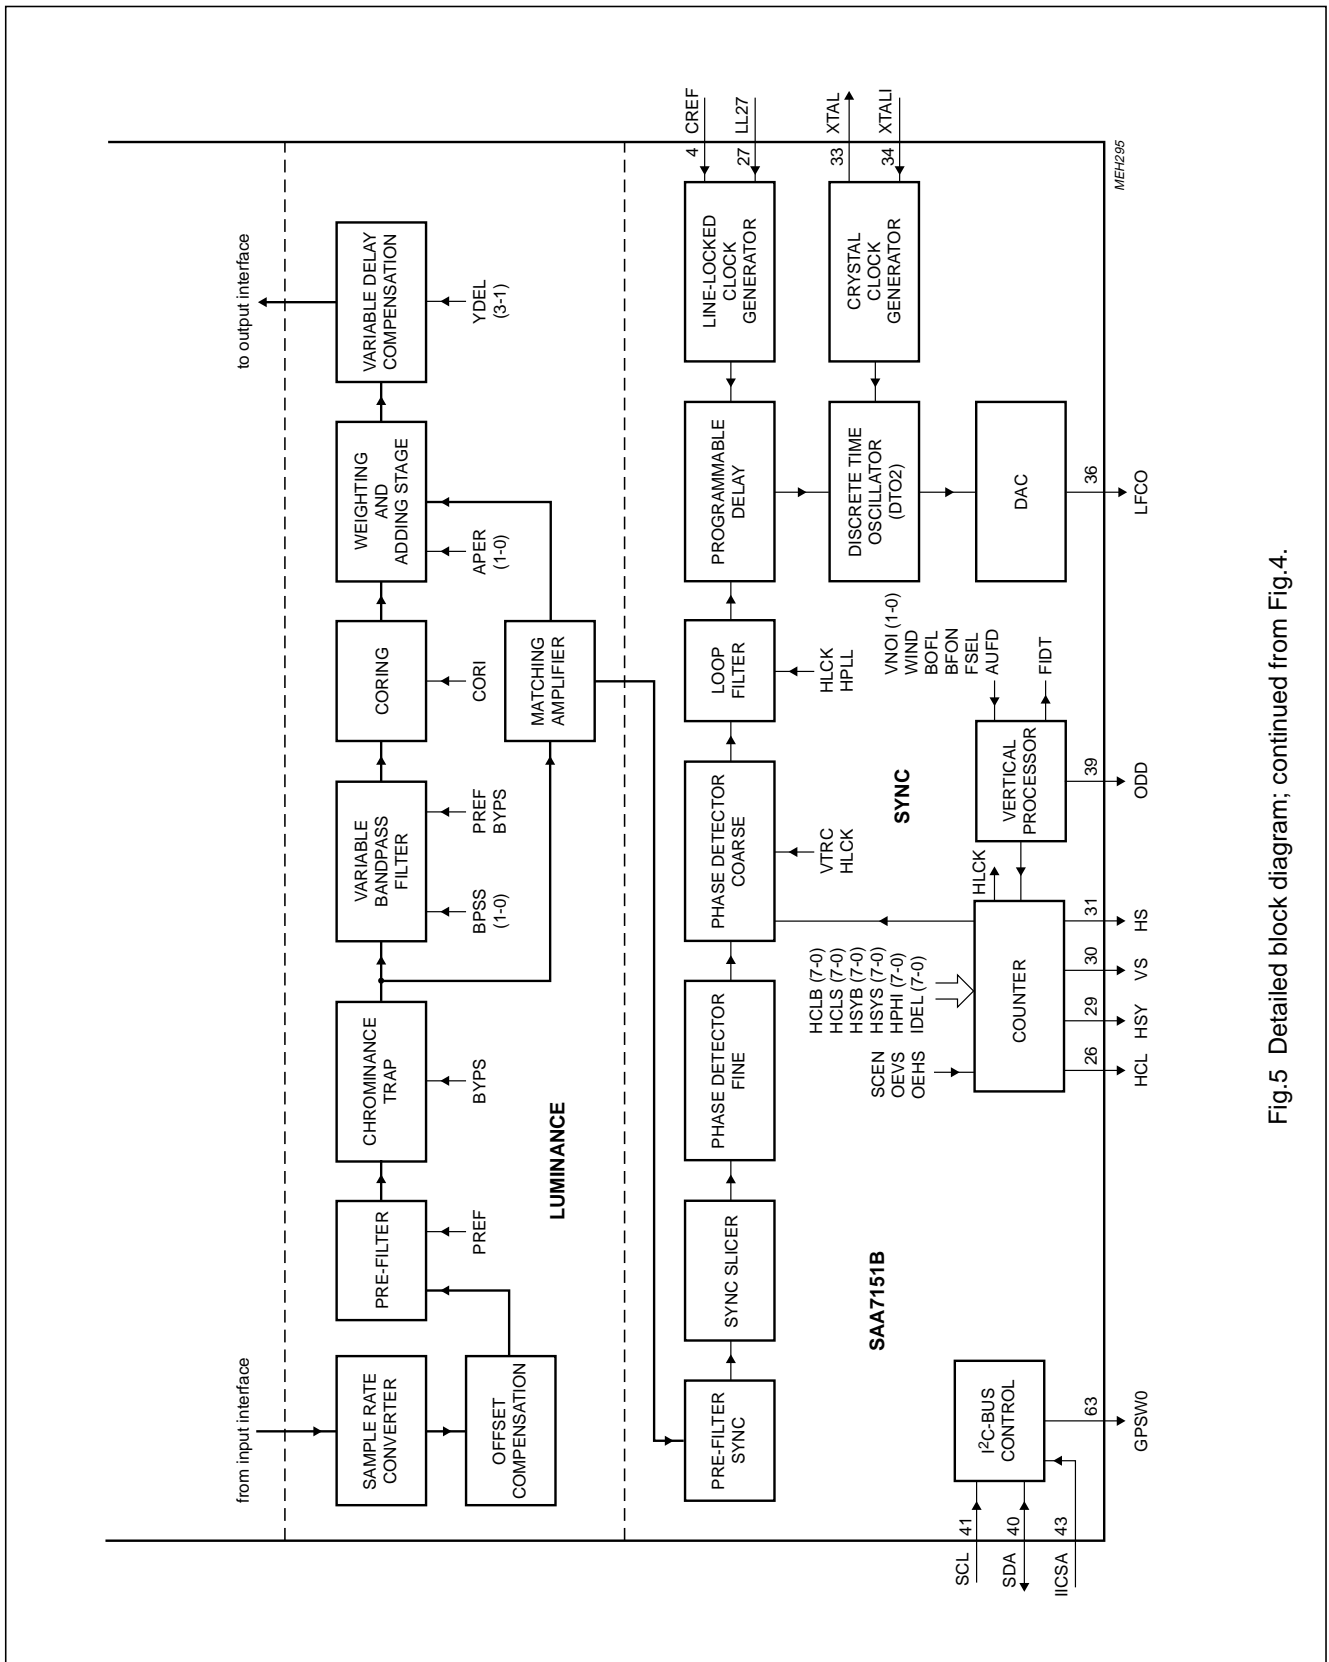 to output interface
from input interface
SAMPLE RATE
CONVERTER
OFFSET
COMPENSATION
PRE-FILTER
PREF
CHROMINANCE
TRAP
BYPS
VARIABLE
BANDPASS
FILTER
BPSS
(1-0)
PREF
BYPS
CORING
CORI
WEIGHTING
AND
ADDING STAGE
APER
(1-0)
VARIABLE DELAY
COMPENSATION
YDEL
(3-1)
MATCHING
AMPLIFIER
LUMINANCE
PRE-FILTER
SYNC
SYNC SLICER
PHASE DETECTOR
FINE
PHASE DETECTOR
COARSE
VTRC
HLCK
LOOP
FILTER
HLCK
HPLL
PROGRAMMABLE
DELAY
LINE-LOCKED
CLOCK
GENERATOR
4 CREF
27 LL27
CRYSTAL
CLOCK
GENERATOR
33 XTAL
34 XTALI
DISCRETE TIME
OSCILLATOR
(DTO2)
DAC
36
LFCO
SYNC
SAA7151B
VNOI (1-0)
WIND
BOFL
BFON
FSEL
AUFD
FIDT
VERTICAL
PROCESSOR
39
ODD
HLCK
HCLB (7-0)
HCLS (7-0)
HSYB (7-0)
HSYS (7-0)
HPHI (7-0)
IDEL (7-0)
SCEN
OEVS
OEHS
COUNTER
26 29 30 31
HCL HSY VS HS
I²C-BUS
CONTROL
SCL 41
SDA 40
IICSA 43
63
GPSW0
MEH295
Fig.5 Detailed block diagram; continued from Fig.4.